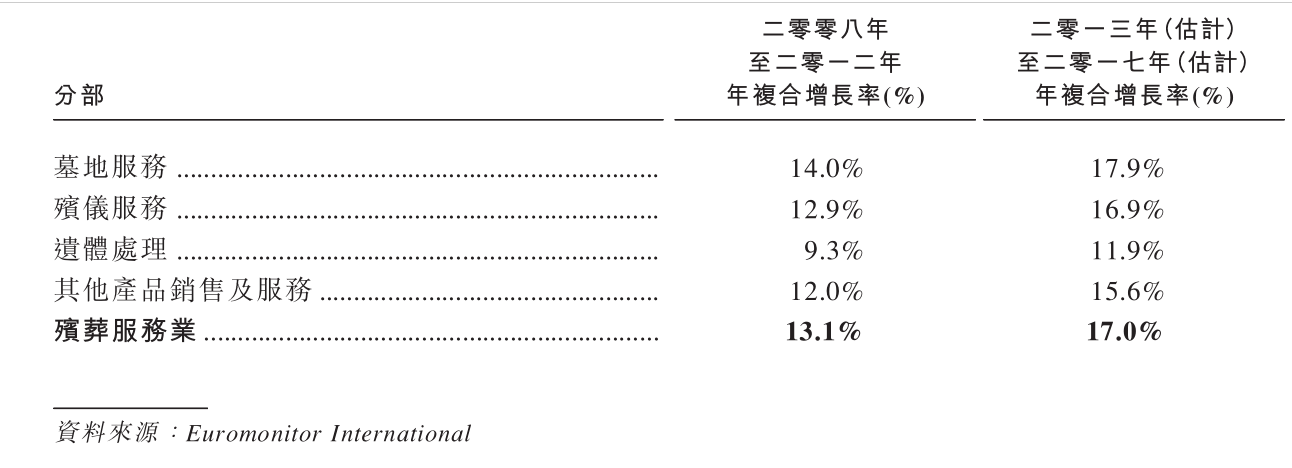 二零零八年 二零一三年(估計)
至二零一二年 至二零一七年(估計)
分部 年複合增長率(%) 年複合增長率(%)
墓地服務 14.0% 17.9%
殯儀服務 12.9% 16.9%
遺體處理 9.3% 11.9%
其他產品銷售及服務 12.0% 15.6%
殯葬服務業 13.1% 17.0%
資料來源：Euromonitor International